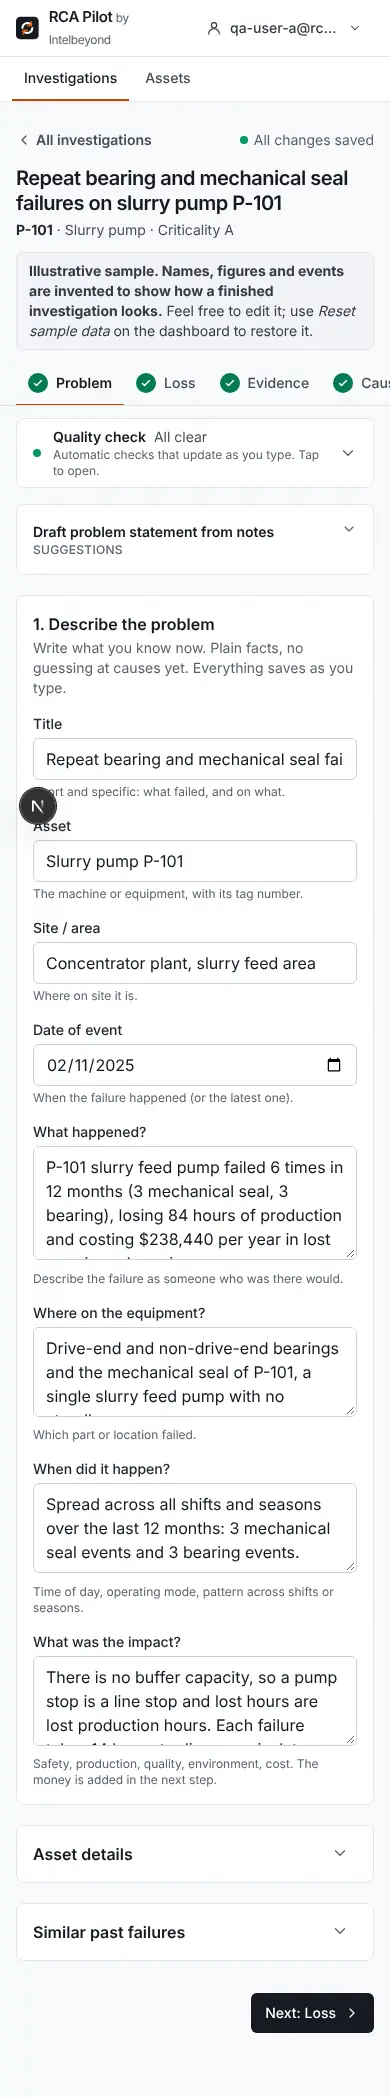 RCA Pilot by
Intelbeyond
qa-user-a@rc...
Investigations Assets
All investigations
All changes saved
Repeat bearing and mechanical seal
failures on slurry pump P-101
P-101 · Slurry pump · Criticality A
Illustrative sample. Names, figures and events
are invented to show how a finished
investigation looks. Feel free to edit it; use Reset
sample data on the dashboard to restore it.
Problem Loss Evidence Cau
Quality check All clear
Automatic checks that update as you type. Tap
to open.
Draft problem statement from notes
SUGGESTIONS
1. Describe the problem
Write what you know now. Plain facts, no
guessing at causes yet. Everything saves as you
type.
Title
Repeat bearing and mechanical seal fai
ort and specific: what failed, and on what.
N
Asset
Slurry pump P-101
The machine or equipment, with its tag number.
Site / area
Concentrator plant, slurry feed area
Where on site it is.
Date of event
02/11/2025
When the failure happened (or the latest one).
What happened?
P-101 slurry feed pump failed 6 times in
12 months (3 mechanical seal, 3
bearing), losing 84 hours of production
and costing $238,440 per year in lost
Describe the failure as someone who was there would.
Where on the equipment?
Drive-end and non-drive-end bearings
and the mechanical seal of P-101, a
single slurry feed pump with no
Which part or location failed.
When did it happen?
Spread across all shifts and seasons
over the last 12 months: 3 mechanical
seal events and 3 bearing events.
Time of day, operating mode, pattern across shifts or
seasons.
What was the impact?
There is no buffer capacity, so a pump
stop is a line stop and lost hours are
lost production hours. Each failure
Safety, production, quality, environment, cost. The
money is added in the next step.
Asset details
Similar past failures
Next: Loss